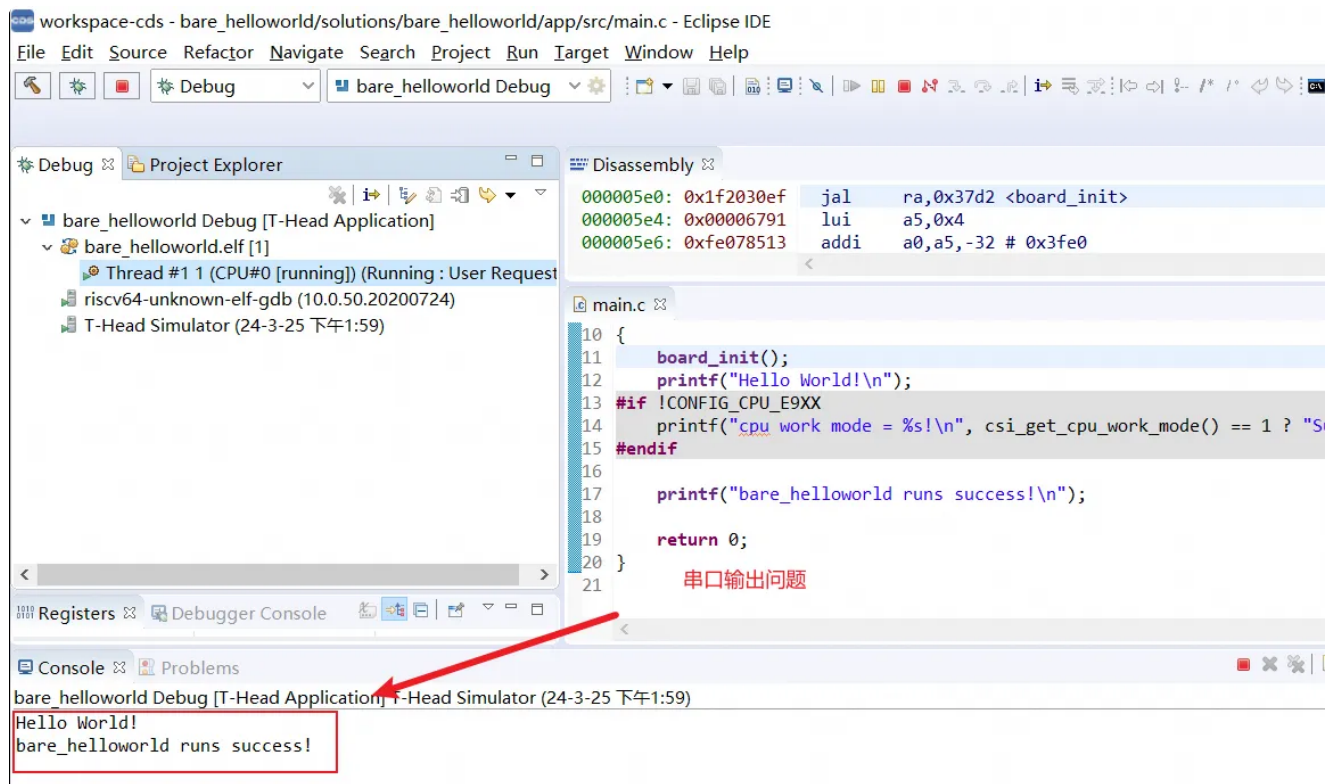 workspace-cds - bare_helloworld/solutions/bare_helloworld/app/src/main.c - Eclipse IDE
File Edit Source Refactor Navigate Search Project Run Target Window Help
Debug bare_helloworld Debug
Debug Project Explorer
bare_helloworld Debug [T-Head Application]
bare_helloworld.elf [1]
Thread #1 1 (CPU#0 [running]) (Running : User Request
riscv64-unknown-elf-gdb (10.0.50.20200724)
T-Head Simulator (24-3-25 下午1:59)
Disassembly
000005e0: 0x1f2030ef jal ra,0x37d2 <board_init>
000005e4: 0x00006791 lui a5,0x4
000005e6: 0xfe078513 addi a0,a5,-32 # 0x3fe0
main.c
10 {
11 board_init();
12 printf("Hello World!\n");
13 #if !CONFIG_CPU_E9XX
14 printf("cpu work mode = %s!\n", csi_get_cpu_work_mode() == 1 ? "S
15 #endif
16
17 printf("bare_helloworld runs success!\n");
18
19 return 0;
20 }
21
串口输出问题
Registers Debugger Console
Console Problems
bare_helloworld Debug [T-Head Application] T-Head Simulator (24-3-25 下午1:59)
Hello World!
bare_helloworld runs success!